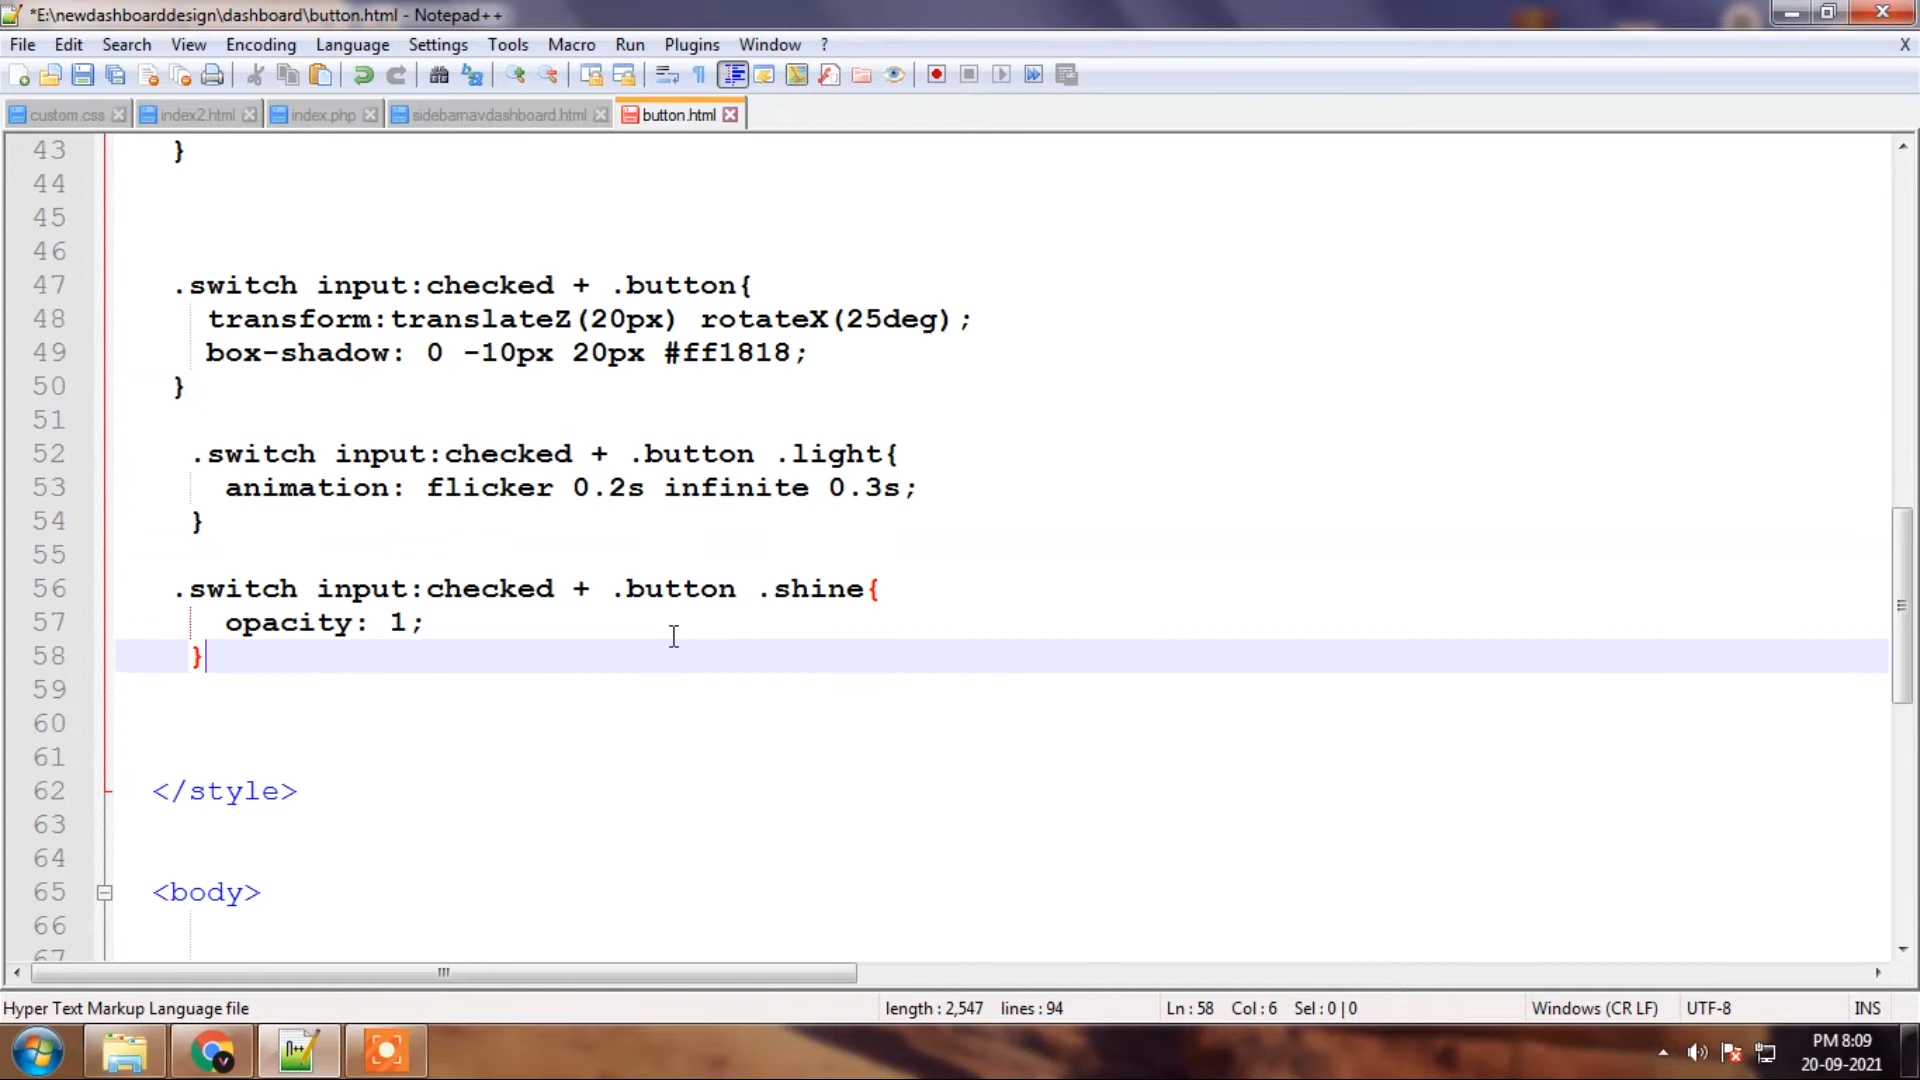 *E:\newdashboarddesign\dashboard\button.html - Notepad++
File Edit Search View Encoding Language Settings Tools Macro Run Plugins Window ? X
custom.css index2.html index.php sidebarnavdashboard.html button.html
43 }
44
45
46
47 .switch input:checked + .button{
48 transform:translateZ(20px) rotateX(25deg);
49 box-shadow: 0 -10px 20px #ff1818;
50 }
51
52 .switch input:checked + .button .light{
53 animation: flicker 0.2s infinite 0.3s;
54 }
55
56 .switch input:checked + .button .shine{
57 opacity: 1;
58 }
59
60
61
62 </style>
63
64
65 <body>
66
67
Hyper Text Markup Language file length : 2,547 lines : 94 Ln : 58 Col : 6 Sel : 0 | 0 Windows (CR LF) UTF-8 INS
PM 8:09
20-09-2021